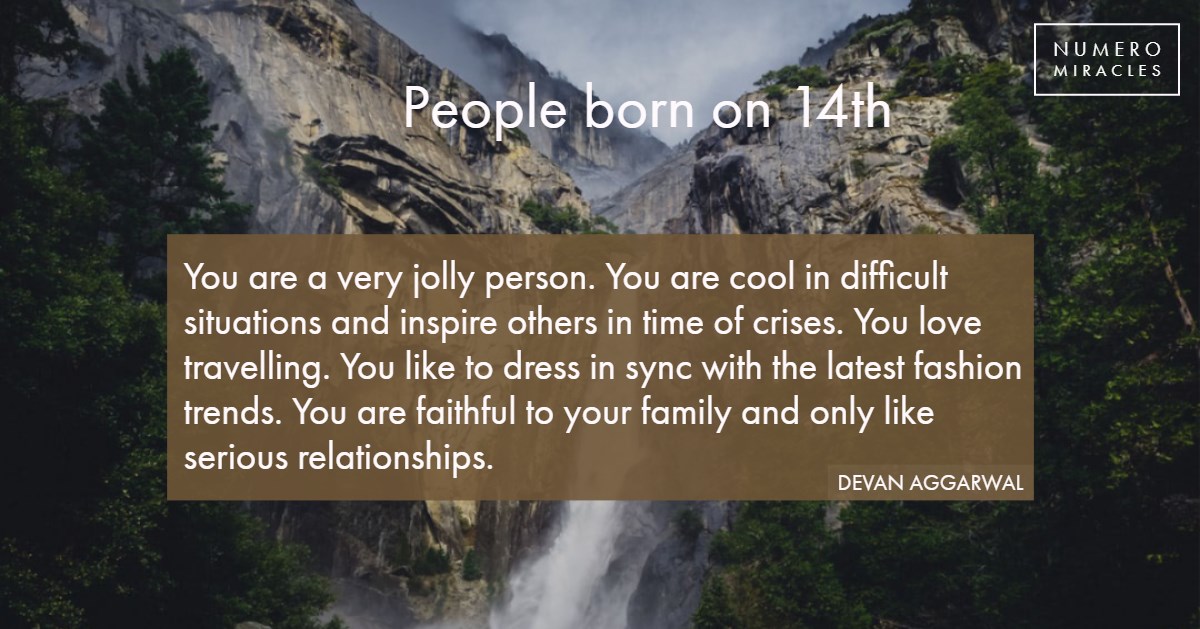 NUMERO
MIRACLES
People born on 14th
You are a very jolly person. You are cool in difficult
situations and inspire others in time of crises. You love
travelling. You like to dress in sync with the latest fashion
trends. You are faithful to your family and only like
serious relationships.
DEVAN AGGARWAL